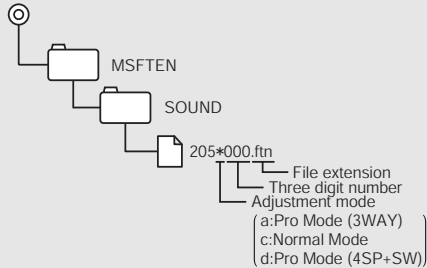 MSFTEN
SOUND
205*000.ftn
File extension
Three digit number
Adjustment mode
a:Pro Mode (3WAY)
c:Normal Mode
d:Pro Mode (4SP+SW)